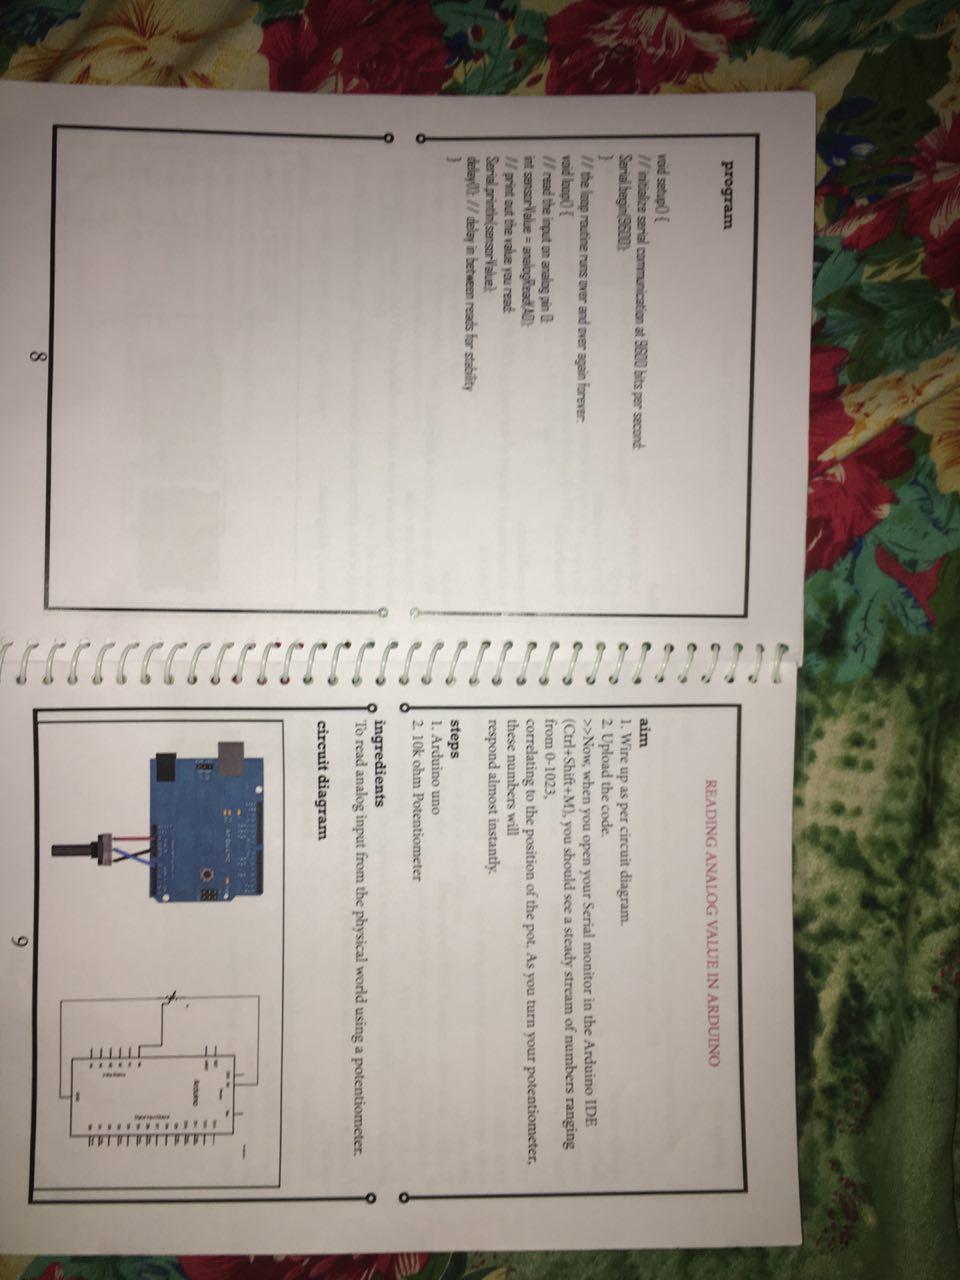 program
void setup() {
// initialize serial communication at 9600 bits per second:
Serial.begin(9600);
}
// the loop routine runs over and over again forever:
void loop() {
// read the input on analog pin 0:
int sensorValue = analogRead(A0);
// print out the value you read:
Serial.println(sensorValue);
delay(1); // delay in between reads for stability
}
8
READING ANALOG VALUE IN ARDUINO
aim
1. Wire up as per circuit diagram.
2. Upload the code.
>>Now, when you open your Serial monitor in the Arduino IDE
(Ctrl+Shift+M), you should see a steady stream of numbers ranging
from 0-1023,
correlating to the position of the pot. As you turn your potentiometer,
these numbers will
respond almost instantly.
steps
1. Arduino uno
2. 10k ohm Potentiometer
ingredients
To read analog input from the physical world using a potentiometer.
circuit diagram
Arduino
Arduino
9